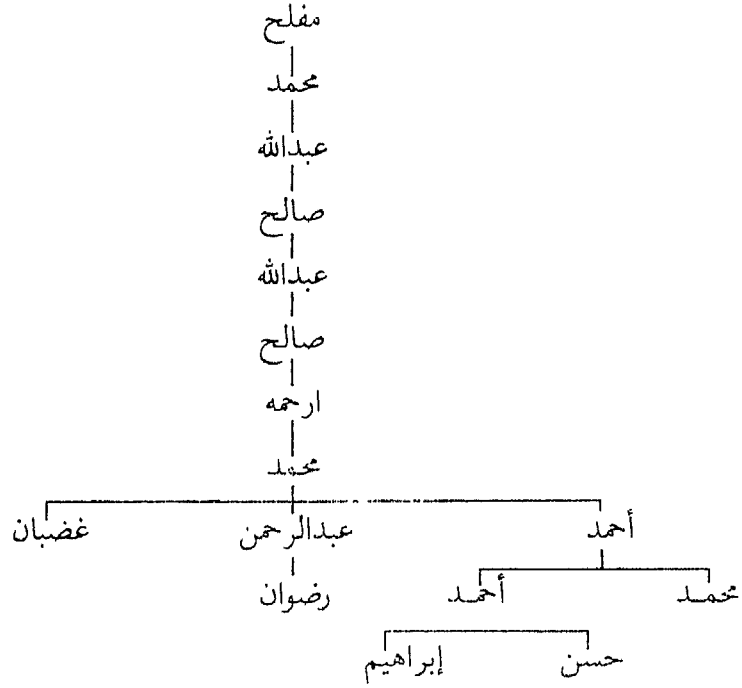 مفلح
محمد
عبدالله
صالح
عبدالله
صالح
ارحمه
محمد
أحمد عبدالرحمن غضبان
محمد أحمد رضوان
حسن إبراهيم